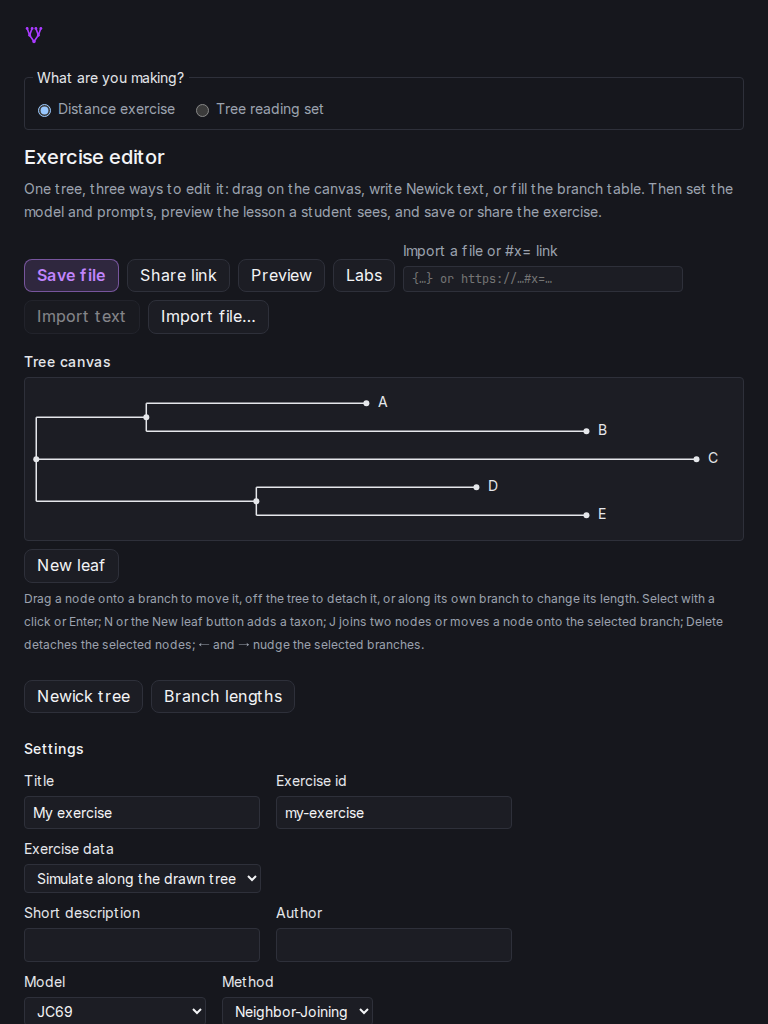 What are you making?
Distance exercise
Tree reading set
Exercise editor
One tree, three ways to edit it: drag on the canvas, write Newick text, or fill the branch table. Then set the
model and prompts, preview the lesson a student sees, and save or share the exercise.
Import a file or #x= link
Save file
Share link
Preview
Labs
{…} or https://…#x=…
Import text
Import file…
Tree canvas
A
B
C
D
E
New leaf
Drag a node onto a branch to move it, off the tree to detach it, or along its own branch to change its length. Select with a
click or Enter; N or the New leaf button adds a taxon; J joins two nodes or moves a node onto the selected branch; Delete
detaches the selected nodes; ← and → nudge the selected branches.
Newick tree
Branch lengths
Settings
Title
Exercise id
My exercise
my-exercise
Exercise data
Simulate along the drawn tree
Short description
Author
Model
Method
JC69
Neighbor-Joining